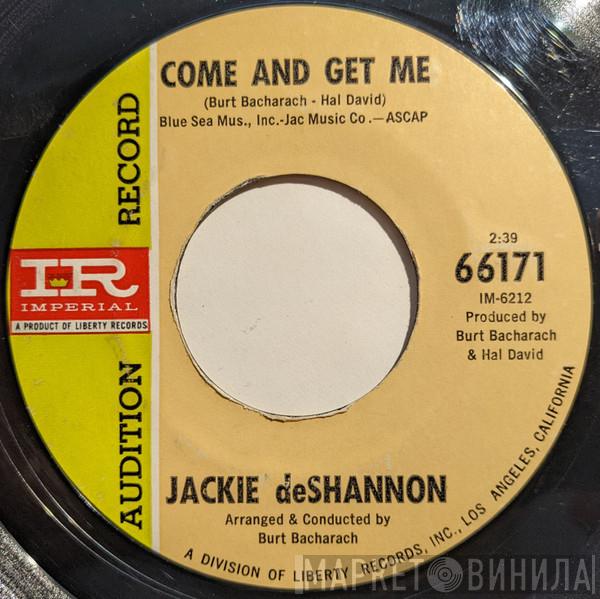 COME AND GET ME
(Burt Bacharach - Hal David)
Blue Sea Mus., Inc.-Jac Music Co.—ASCAP
AUDITION RECORD
IR
IMPERIAL
A PRODUCT OF LIBERTY RECORDS
2:39
66171
IM-6212
Produced by
Burt Bacharach
& Hal David
JACKIE deSHANNON
Arranged & Conducted by
Burt Bacharach
A DIVISION OF LIBERTY RECORDS, INC., LOS ANGELES, CALIFORNIA
МАРКЕТ ВИНИЛА